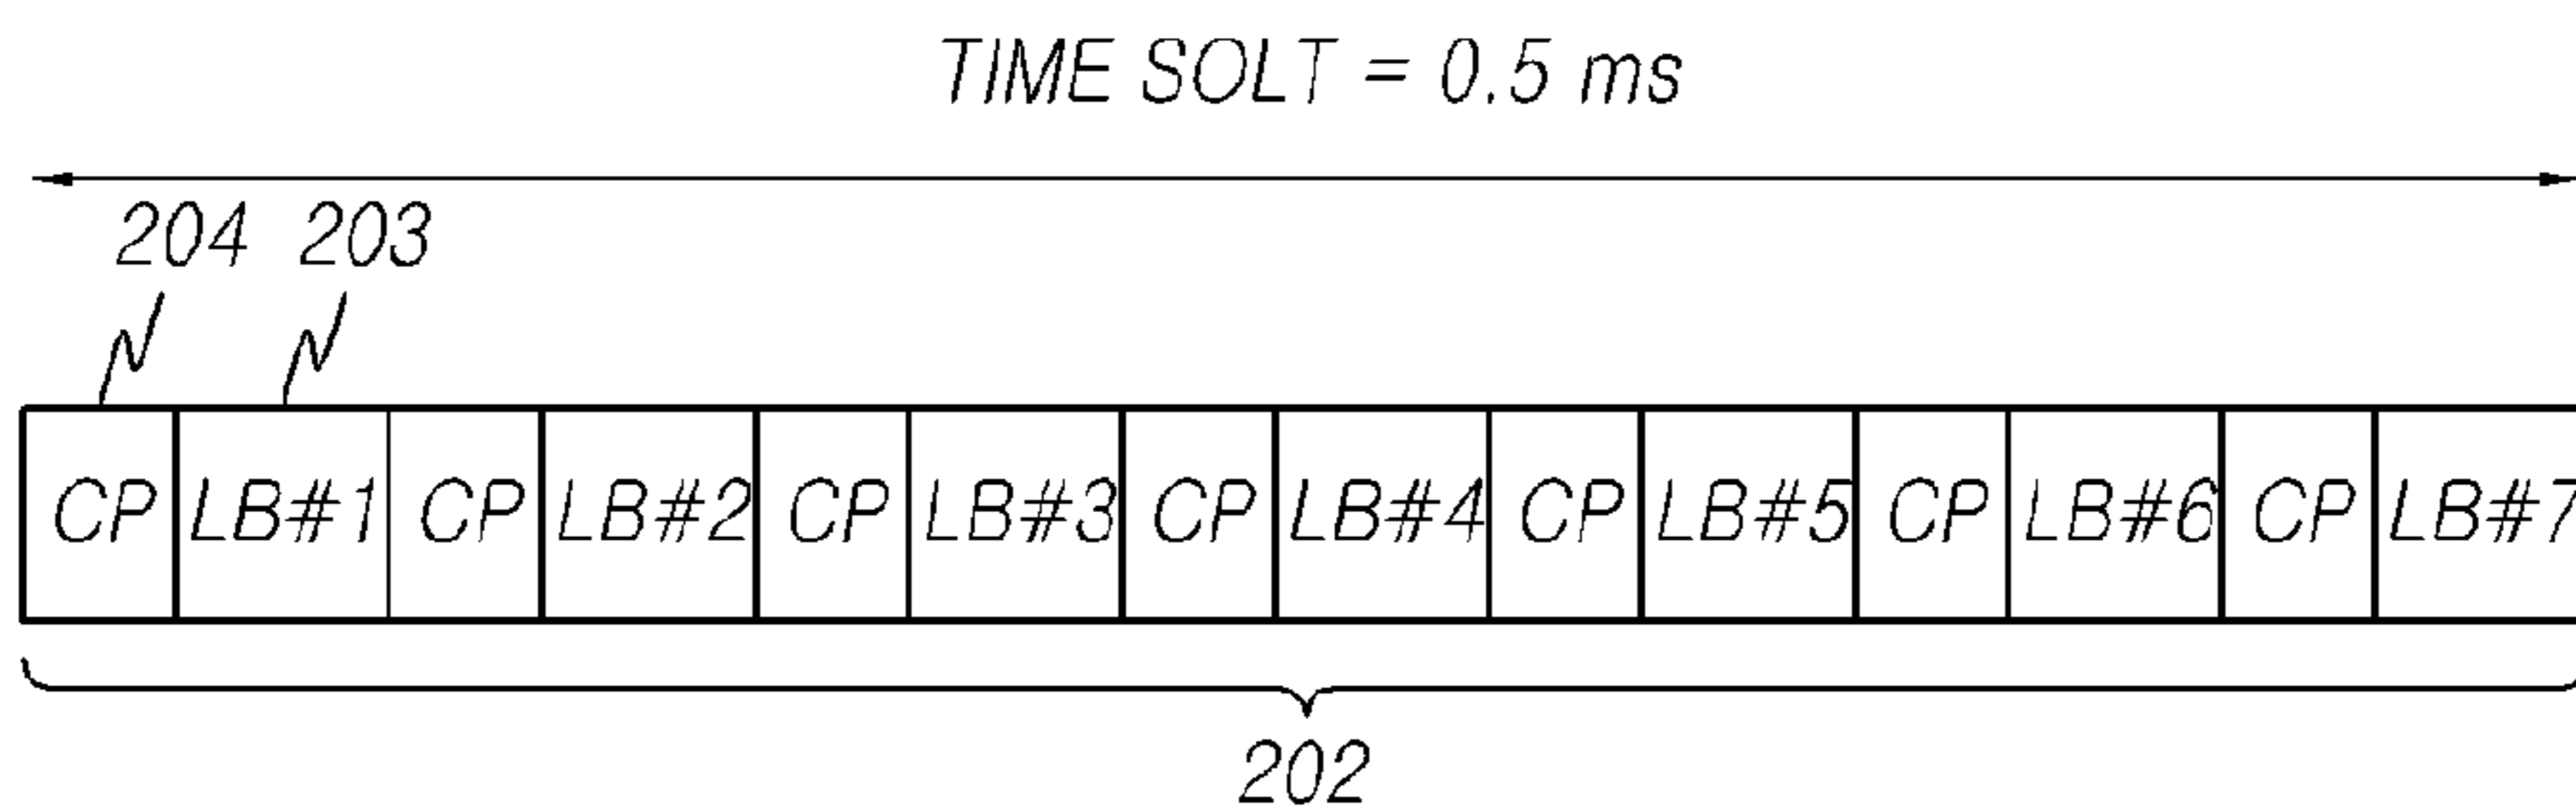 TIME SOLT = 0.5 ms
204 203
CP LB#1 CP LB#2 CP LB#3 CP LB#4 CP LB#5 CP LB#6 CP LB#7
202